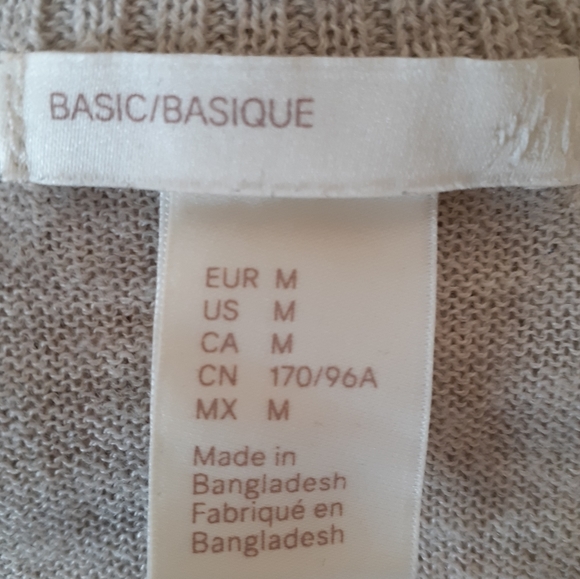 BASIC/BASIQUE
EUR M
US M
CA M
CN 170/96A
MX M
Made in
Bangladesh
Fabriqué en
Bangladesh